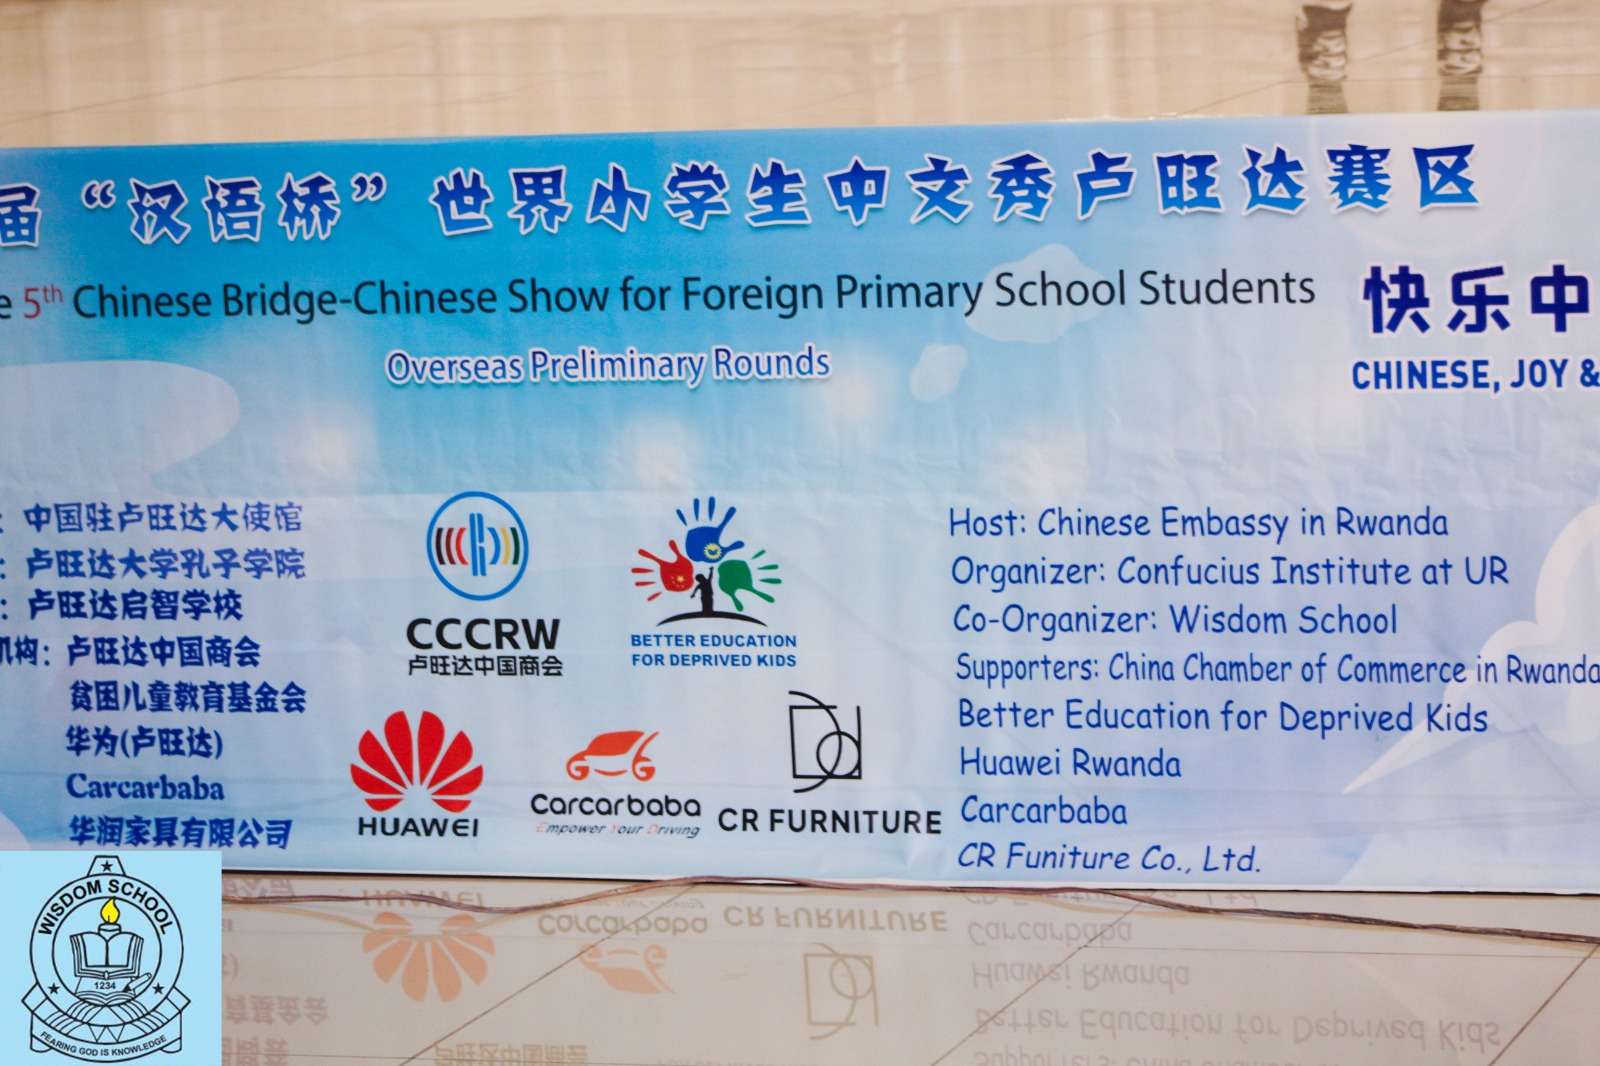 届 “汉语桥” 世界小学生中文秀卢旺达赛区
e 5th Chinese Bridge-Chinese Show for Foreign Primary School Students
快乐中
CHINESE, JOY &
Overseas Preliminary Rounds
: 中国驻卢旺达大使馆
: 卢旺达大学孔子学院
: 卢旺达启智学校
机构: 卢旺达中国商会
贫困儿童教育基金会
华为(卢旺达)
Carcarbaba
华润家具有限公司
CCCRW
卢旺达中国商会
BETTER EDUCATION
FOR DEPRIVED KIDS
HUAWEI
Carcarbaba
Empower Your Driving
CR FURNITURE
Host: Chinese Embassy in Rwanda
Organizer: Confucius Institute at UR
Co-Organizer: Wisdom School
Supporters: China Chamber of Commerce in Rwanda
Better Education for Deprived Kids
Huawei Rwanda
Carcarbaba
CR Funiture Co., Ltd.
WISDOM SCHOOL
1234
FEARING GOD IS KNOWLEDGE